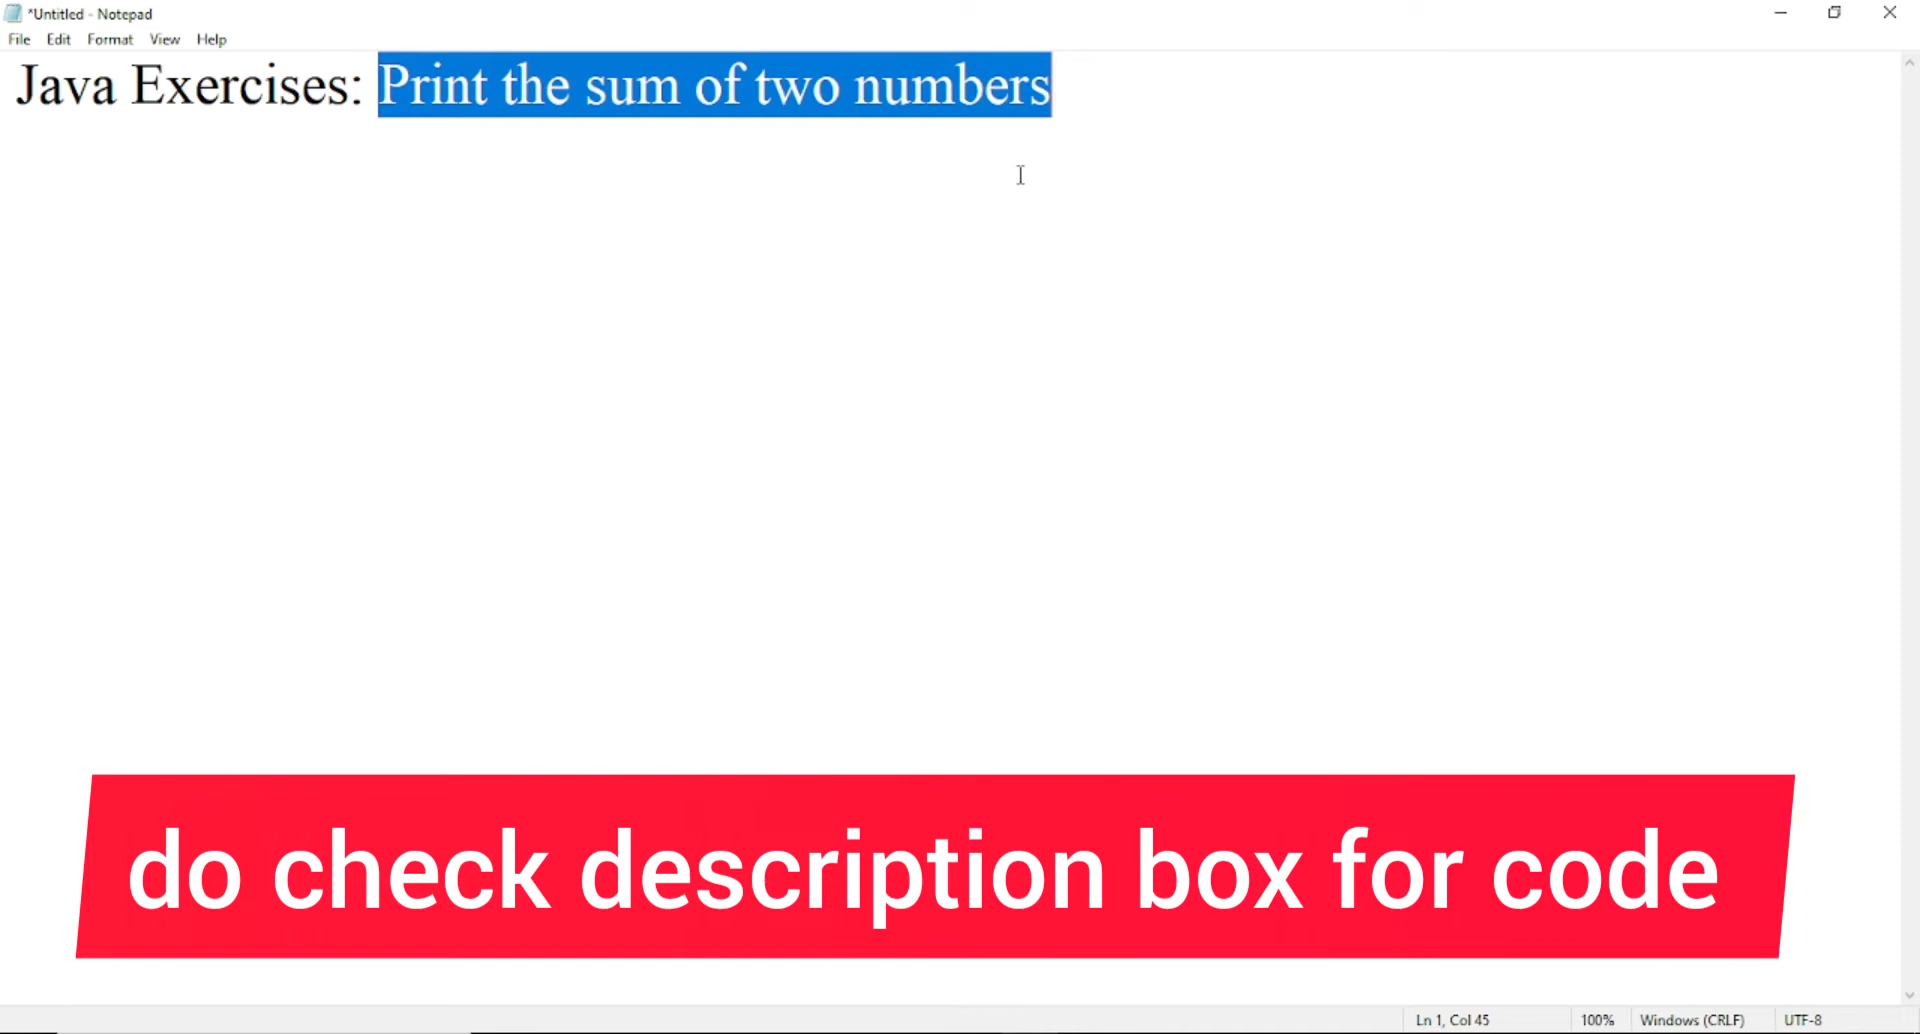 *Untitled - Notepad
File Edit Format View Help
Java Exercises: Print the sum of two numbers
do check description box for code
Ln 1, Col 45 100% Windows (CRLF) UTF-8